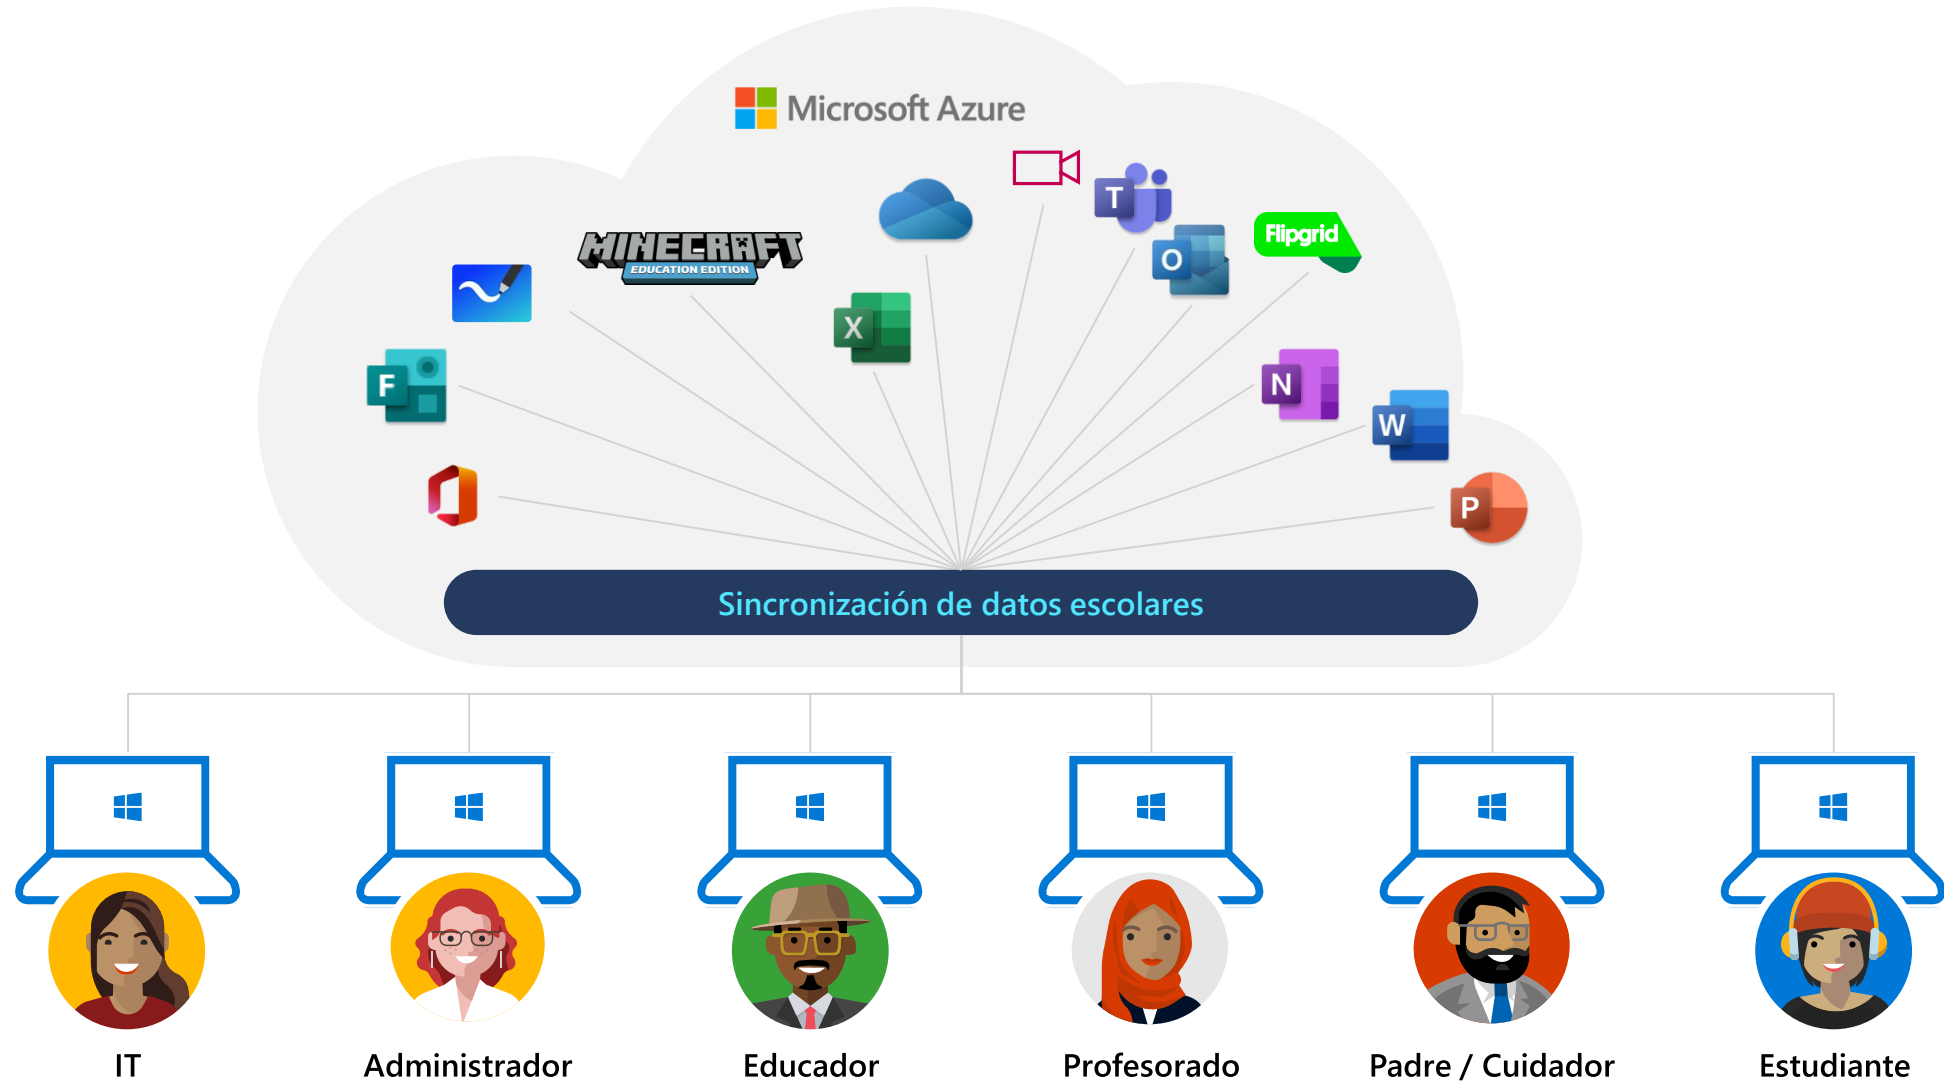 Microsoft Azure
MINECRAFT
EDUCATION EDITION
T
O
Flipgrid
X
F
N
W
P
Sincronización de datos escolares
IT
Administrador
Educador
Profesorado
Padre / Cuidador
Estudiante